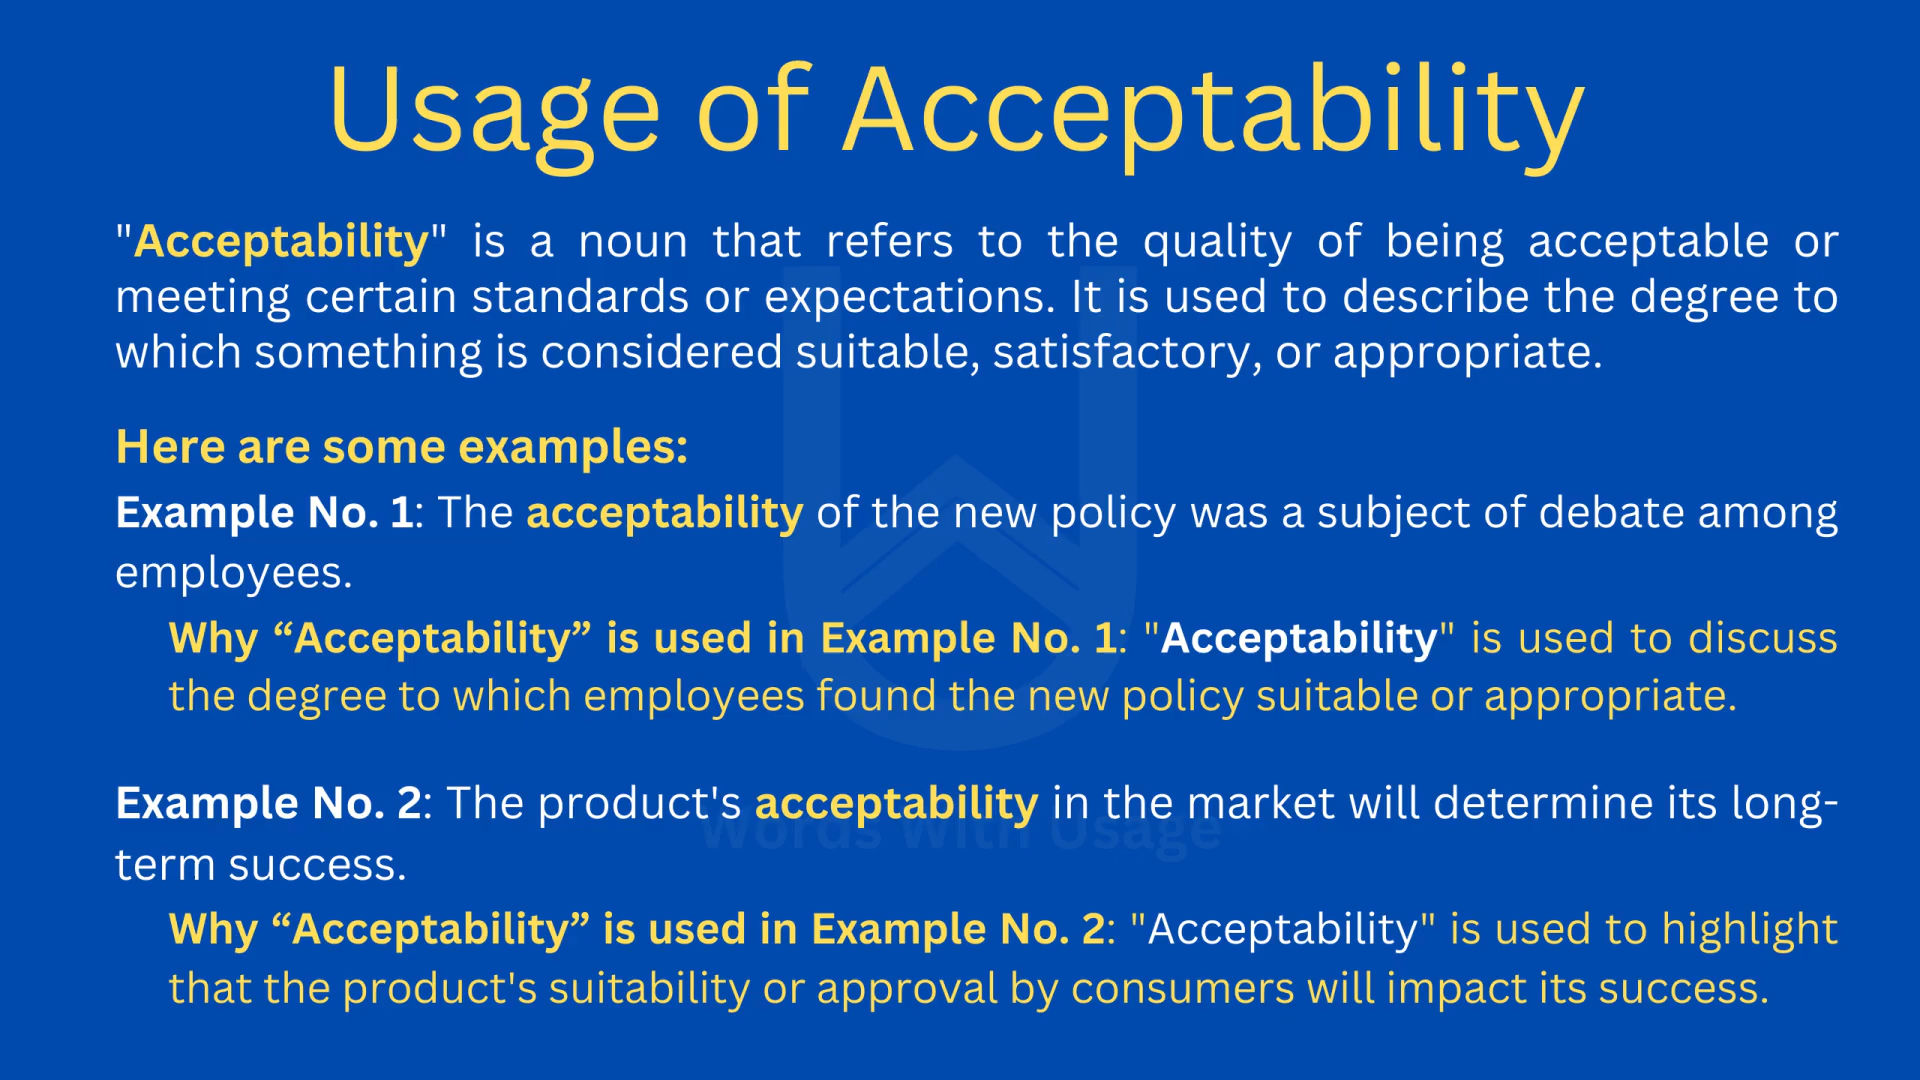 Usage of Acceptability
"Acceptability" is a noun that refers to the quality of being acceptable or
meeting certain standards or expectations. It is used to describe the degree to
which something is considered suitable, satisfactory, or appropriate.
Here are some examples:
Example No. 1: The acceptability of the new policy was a subject of debate among
employees.
Why “Acceptability” is used in Example No. 1: "Acceptability" is used to discuss
the degree to which employees found the new policy suitable or appropriate.
Example No. 2: The product's acceptability in the market will determine its long-
term success.
Words With Usage
Why “Acceptability” is used in Example No. 2: "Acceptability" is used to highlight
that the product's suitability or approval by consumers will impact its success.